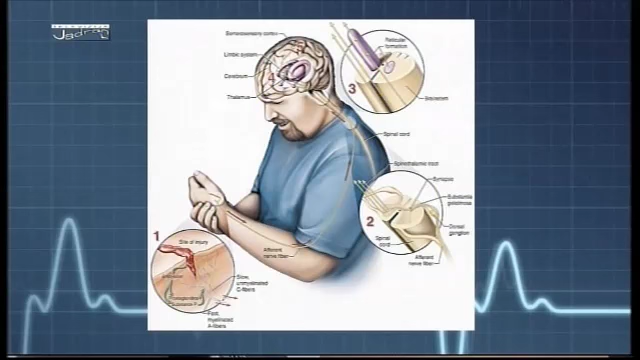 Jadran
Somatosensory cortex
Limbic system
Cerebrum
Thalamus
Reticular
formation
3
Brainstem
Spinal cord
Spinothalamic tract
Synapse
Substantia
gelatinosa
2
Dorsal
ganglion
Spinal
cord
Afferent
nerve fiber
1
Site of injury
Afferent
nerve fiber
Slow,
unmyelinated
C-fibers
Substance P
Fast,
myelinated
A-fibers